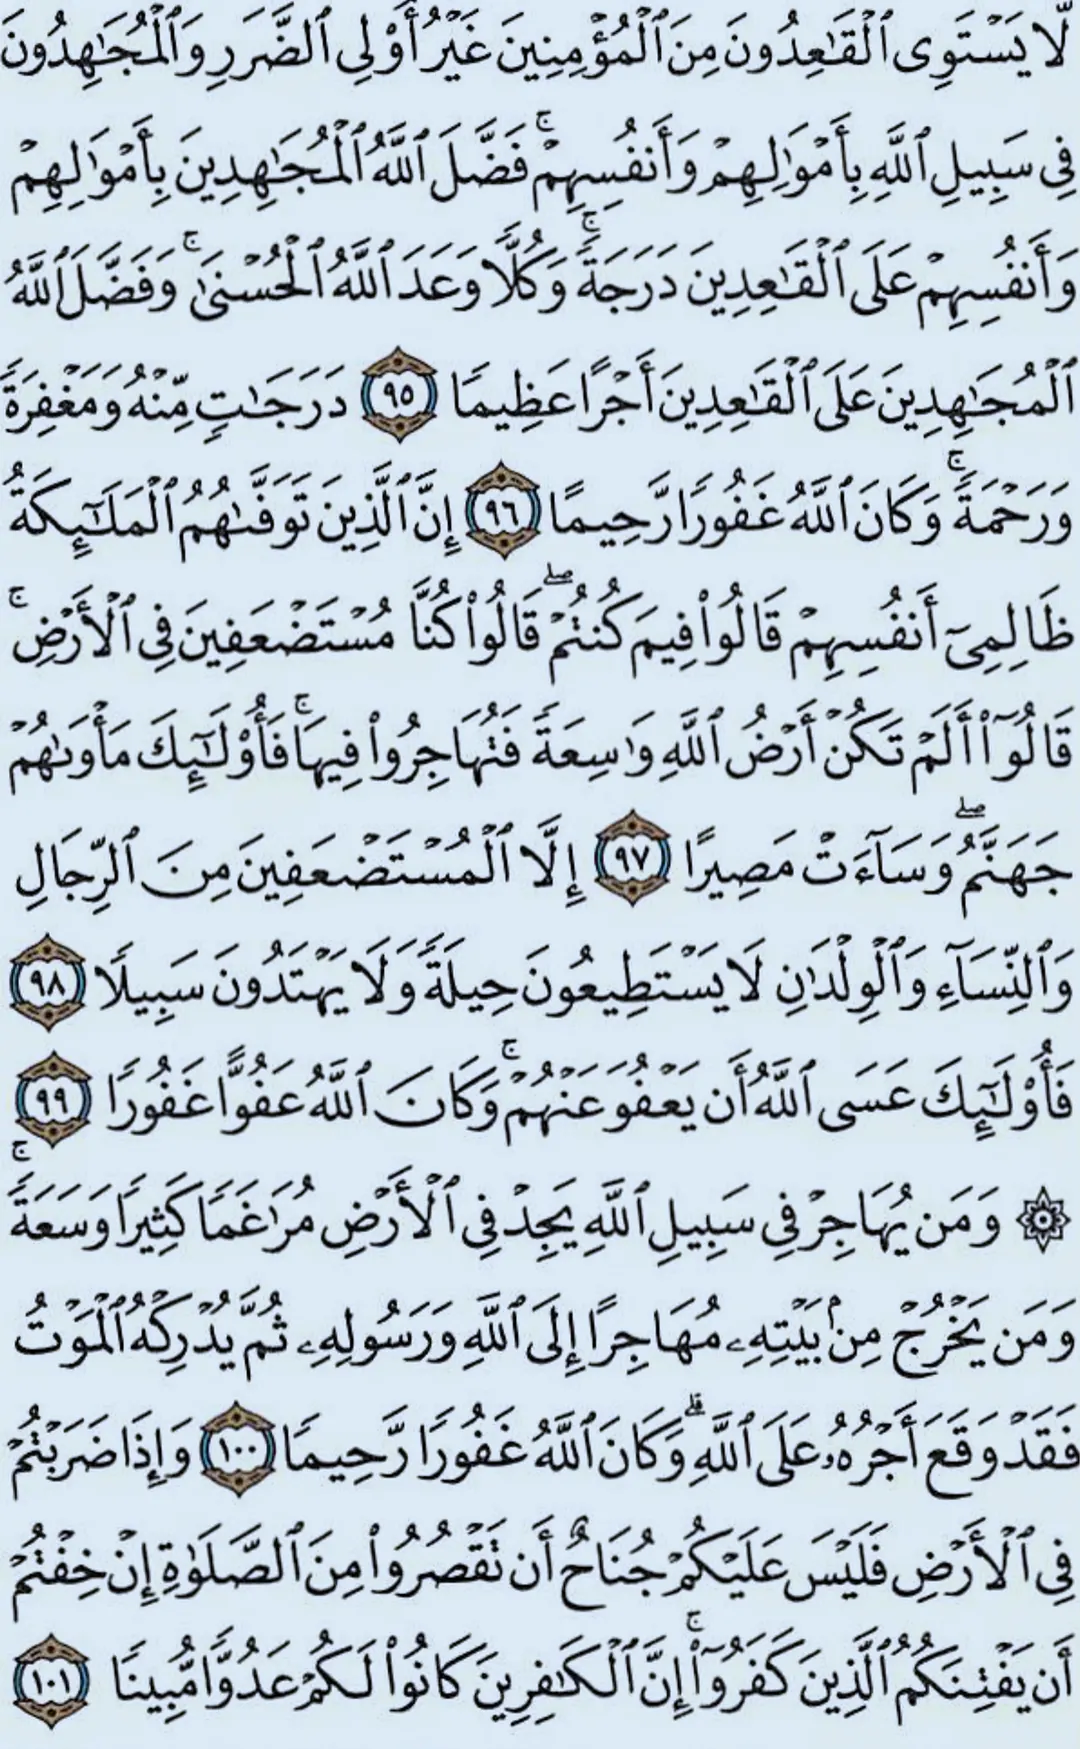 لَّا يَسْتَوِى ٱلْقَـٰعِدُونَ مِنَ ٱلْمُؤْمِنِينَ غَيْرُ أُو۟لِى ٱلضَّرَرِ وَٱلْمُجَـٰهِدُونَ
فِى سَبِيلِ ٱللَّهِ بِأَمْوَٰلِهِمْ وَأَنفُسِهِمْ ۚ فَضَّلَ ٱللَّهُ ٱلْمُجَـٰهِدِينَ بِأَمْوَٰلِهِمْ
وَأَنفُسِهِمْ عَلَى ٱلْقَـٰعِدِينَ دَرَجَةً ۚ وَكُلًّا وَعَدَ ٱللَّهُ ٱلْحُسْنَىٰ ۚ وَفَضَّلَ ٱللَّهُ
ٱلْمُجَـٰهِدِينَ عَلَى ٱلْقَـٰعِدِينَ أَجْرًا عَظِيمًا ٩٥ دَرَجَـٰتٍ مِّنْهُ وَمَغْفِرَةً
وَرَحْمَةً ۚ وَكَانَ ٱللَّهُ غَفُورًا رَّحِيمًا ٩٦ إِنَّ ٱلَّذِينَ تَوَفَّىٰهُمُ ٱلْمَلَـٰٓئِكَةُ
ظَالِمِىٓ أَنفُسِهِمْ قَالُوا۟ فِيمَ كُنتُمْ ۖ قَالُوا۟ كُنَّا مُسْتَضْعَفِينَ فِى ٱلْأَرْضِ ۚ
قَالُوٓا۟ أَلَمْ تَكُنْ أَرْضُ ٱللَّهِ وَٰسِعَةً فَتُهَاجِرُوا۟ فِيهَا ۚ فَأُو۟لَـٰٓئِكَ مَأْوَىٰهُمْ
جَهَنَّمُ ۖ وَسَآءَتْ مَصِيرًا ٩٧ إِلَّا ٱلْمُسْتَضْعَفِينَ مِنَ ٱلرِّجَالِ
وَٱلنِّسَآءِ وَٱلْوِلْدَٰنِ لَا يَسْتَطِيعُونَ حِيلَةً وَلَا يَهْتَدُونَ سَبِيلًا ٩٨
فَأُو۟لَـٰٓئِكَ عَسَى ٱللَّهُ أَن يَعْفُوَ عَنْهُمْ ۚ وَكَانَ ٱللَّهُ عَفُوًّا غَفُورًا ٩٩
۞ وَمَن يُهَاجِرْ فِى سَبِيلِ ٱللَّهِ يَجِدْ فِى ٱلْأَرْضِ مُرَٰغَمًا كَثِيرًا وَسَعَةً ۚ
وَمَن يَخْرُجْ مِنۢ بَيْتِهِۦ مُهَاجِرًا إِلَى ٱللَّهِ وَرَسُولِهِۦ ثُمَّ يُدْرِكْهُ ٱلْمَوْتُ
فَقَدْ وَقَعَ أَجْرُهُۥ عَلَى ٱللَّهِ ۗ وَكَانَ ٱللَّهُ غَفُورًا رَّحِيمًا ١٠٠ وَإِذَا ضَرَبْتُمْ
فِى ٱلْأَرْضِ فَلَيْسَ عَلَيْكُمْ جُنَاحٌ أَن تَقْصُرُوا۟ مِنَ ٱلصَّلَوٰةِ إِنْ خِفْتُمْ
أَن يَفْتِنَكُمُ ٱلَّذِينَ كَفَرُوٓا۟ ۚ إِنَّ ٱلْكَـٰفِرِينَ كَانُوا۟ لَكُمْ عَدُوًّا مُّبِينًا ١٠١